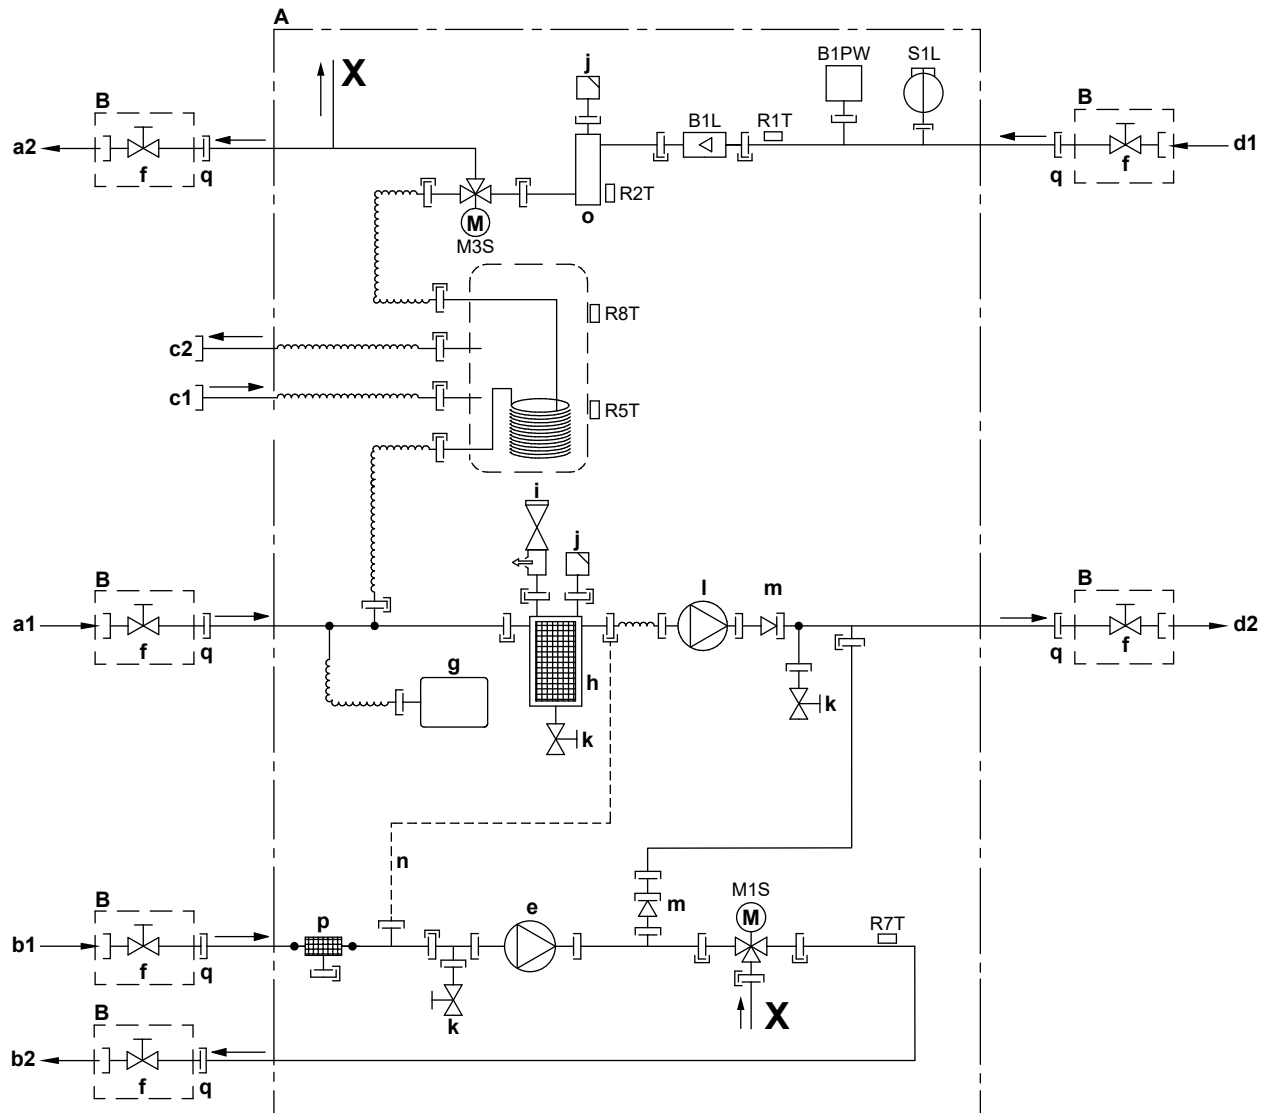 A
X
j
B1PW
S1L
B
B
B1L
R1T
a2
d1
f
q
q
f
R2T
o
M
M3S
R8T
c2
c1
R5T
i
j
B
l
m
B
a1
d2
f
q
q
f
g
h
k
k
n
M1S
B
p
e
m
M
R7T
b1
f
q
k
X
B
b2
f
q